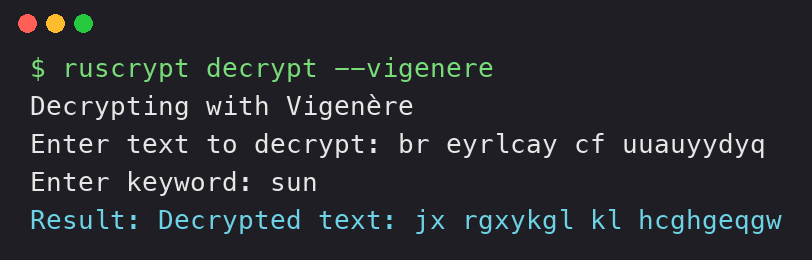 $ ruscrypt decrypt --vigenere
Decrypting with Vigenère
Enter text to decrypt: br eyrlcay cf uuauyydyq
Enter keyword: sun
Result: Decrypted text: jx rgxykgl kl hcghgeqgw